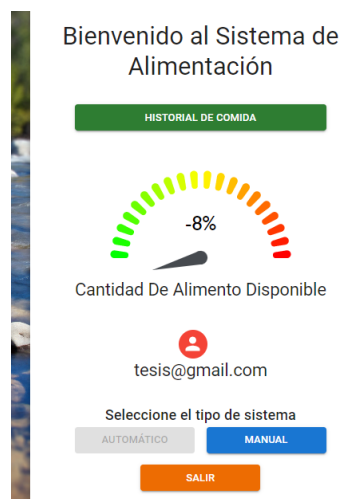 Bienvenido al Sistema de
Alimentación
HISTORIAL DE COMIDA
-8%
Cantidad De Alimento Disponible
tesis@gmail.com
Seleccione el tipo de sistema
AUTOMÁTICO MANUAL
SALIR